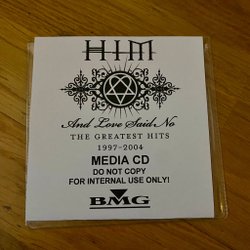 HIM
And Love Said No
THE GREATEST HITS
1997-2004
MEDIA CD
DO NOT COPY
FOR INTERNAL USE ONLY!
BMG